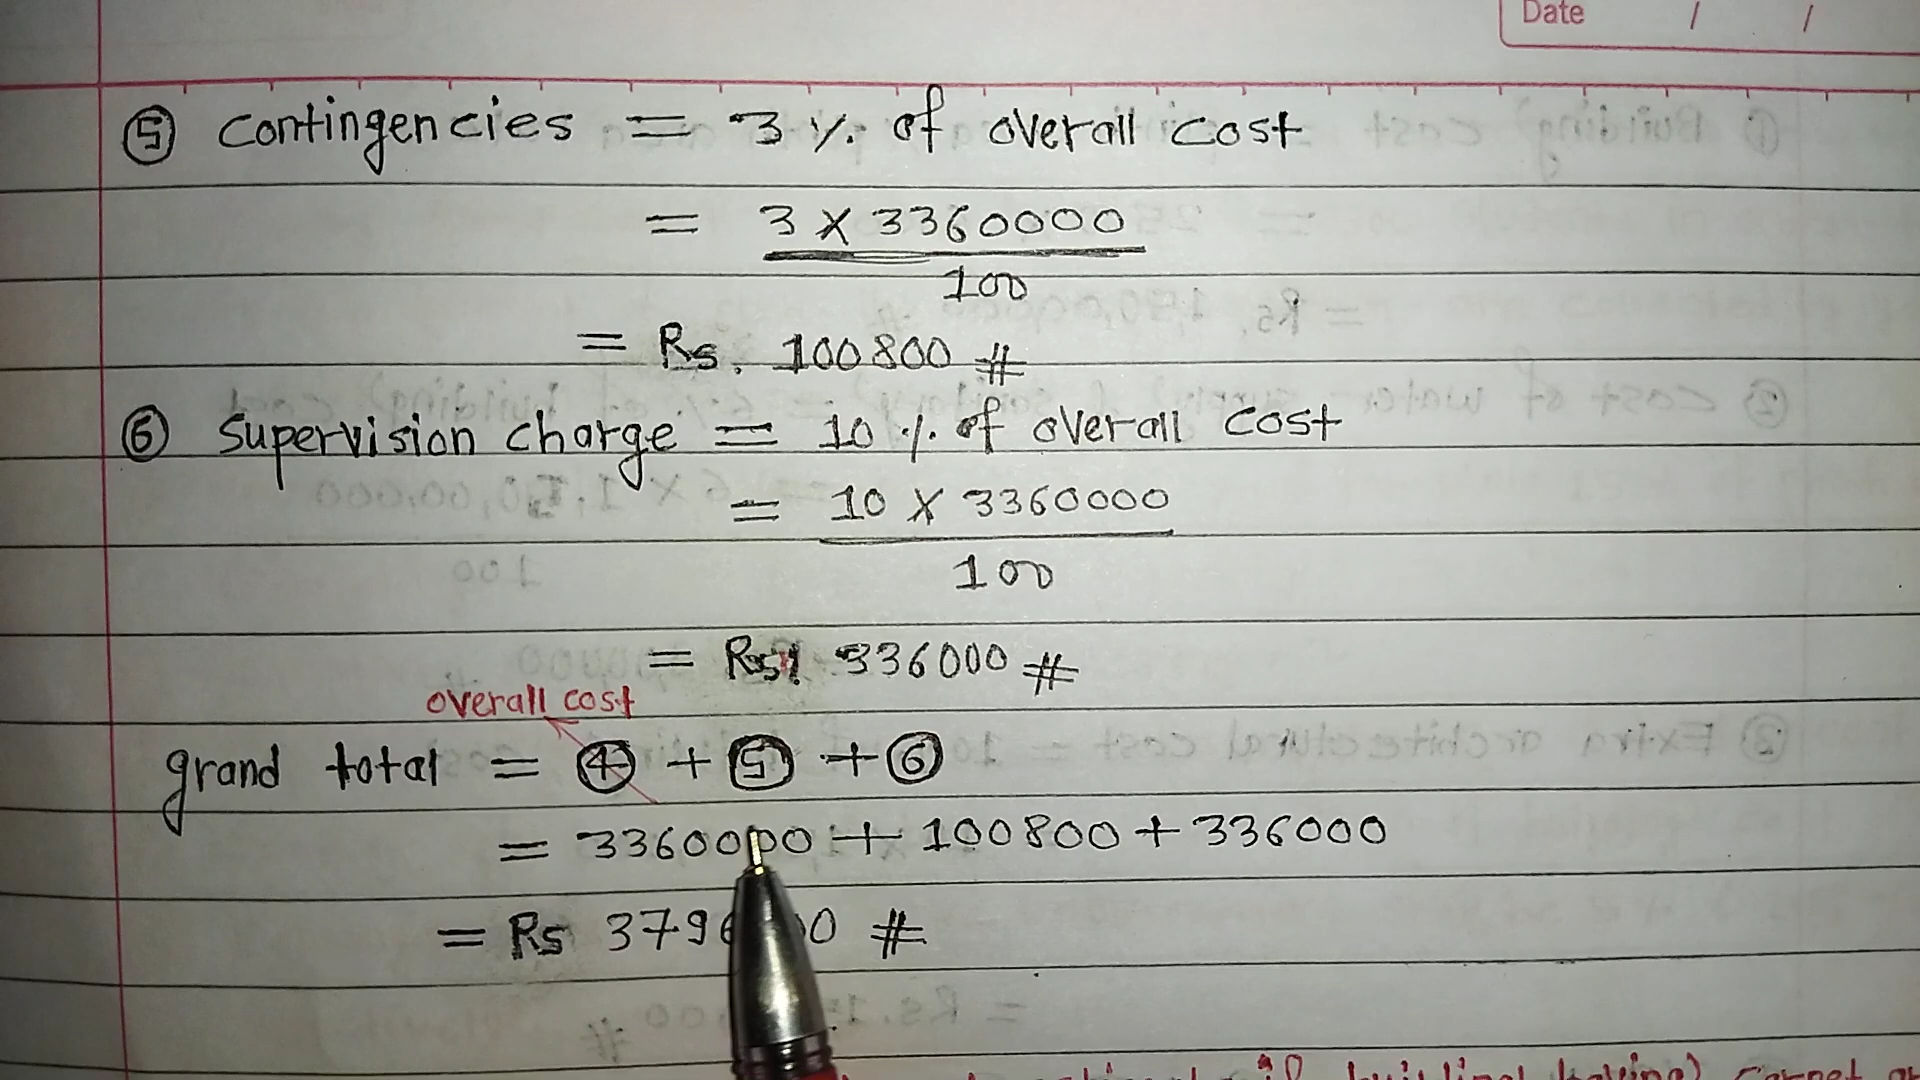 Date / /
⑤ Contingencies = 3 % of overall cost
= 3 × 3360000
100
= Rs. 100800 #
⑥ Supervision charge = 10 % of overall cost
= 10 × 3360000
100
= Rs. 336000 #
overall cost
grand total = ④ + ⑤ + ⑥
= 3360000 + 100800 + 336000
= Rs #